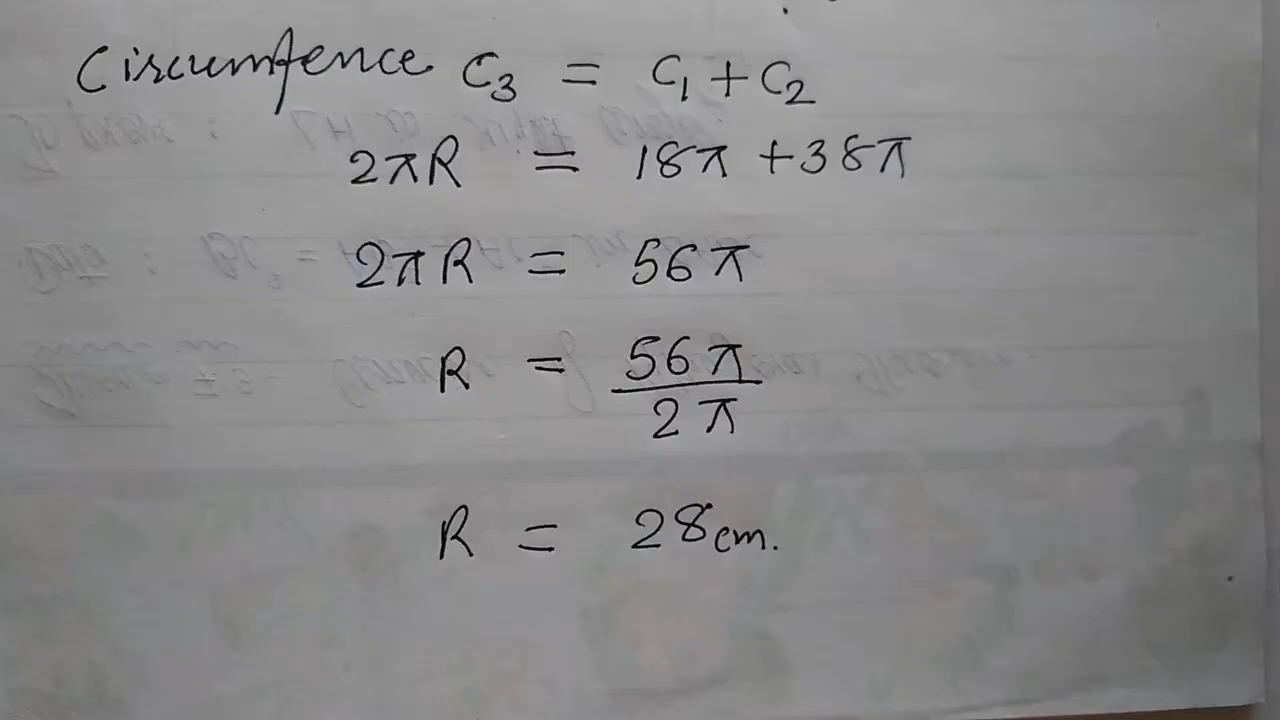 Circumfence C₃ = C₁ + C₂
2πR = 18π + 38π
2πR = 56π
R = 56π / 2π
R = 28cm.